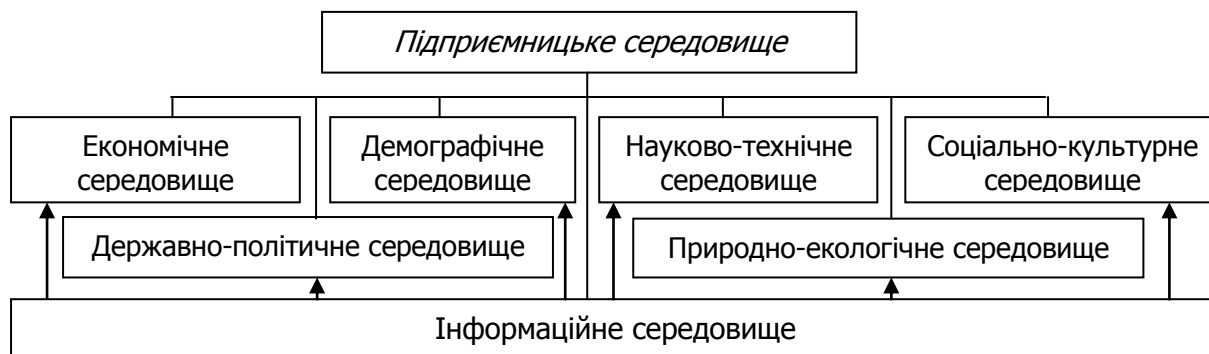 Підприємницьке середовище
Економічне
середовище
Демографічне
середовище
Науково-технічне
середовище
Соціально-культурне
середовище
Державно-політичне середовище
Природно-екологічне середовище
Інформаційне середовище